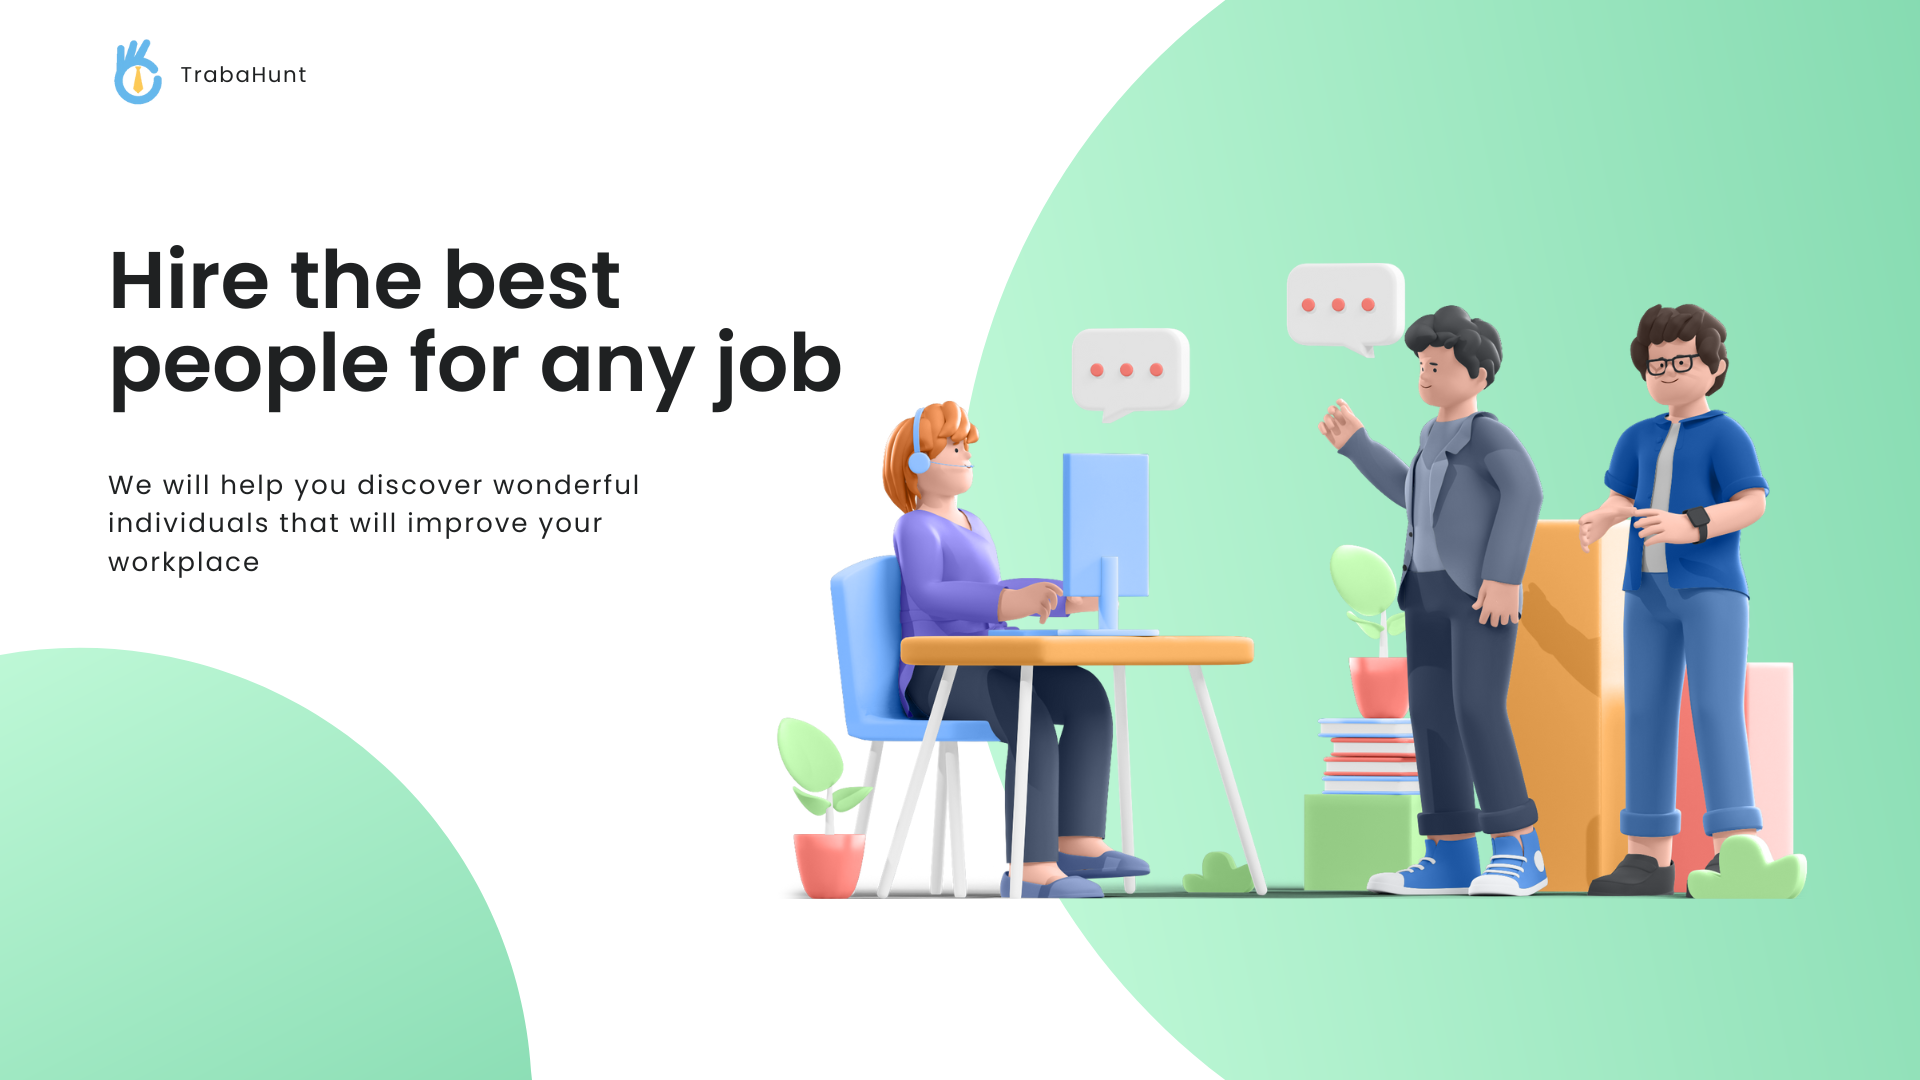 TrabaHunt
Hire the best
people for any job
We will help you discover wonderful
individuals that will improve your
workplace